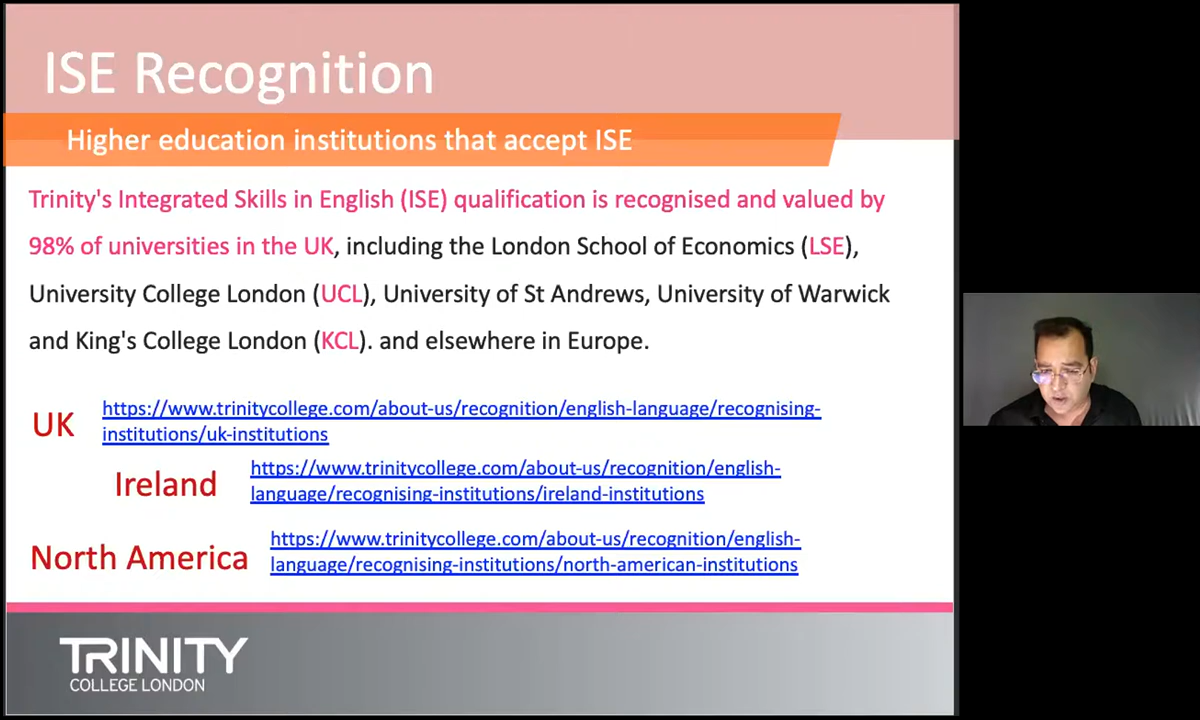 ISE Recognition
Higher education institutions that accept ISE
Trinity's Integrated Skills in English (ISE) qualification is recognised and valued by
98% of universities in the UK, including the London School of Economics (LSE),
University College London (UCL), University of St Andrews, University of Warwick
and King's College London (KCL). and elsewhere in Europe.
UK
https://www.trinitycollege.com/about-us/recognition/english-language/recognising-
institutions/uk-institutions
Ireland
https://www.trinitycollege.com/about-us/recognition/english-
language/recognising-institutions/ireland-institutions
North America
https://www.trinitycollege.com/about-us/recognition/english-
language/recognising-institutions/north-american-institutions
TRINITY
COLLEGE LONDON